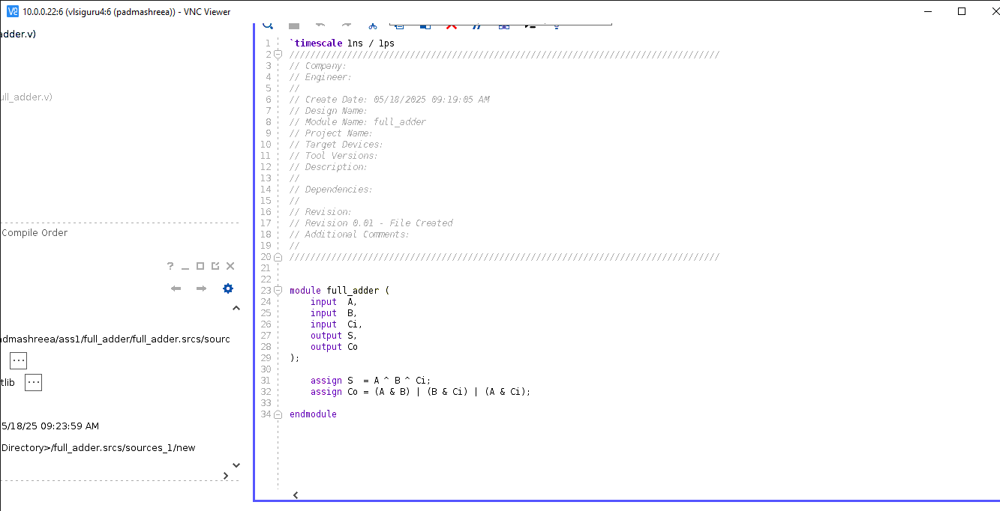 10.0.0.22:6 (vlsiguru4:6 (padmashreea)) - VNC Viewer
adder.v)
ull_adder.v)
Compile Order
?
admashreea/ass1/full_adder/full_adder.srcs/sourc
...
tlib ...
5/18/25 09:23:59 AM
Directory>/full_adder.srcs/sources_1/new
1 `timescale 1ns / 1ps
2 //////////////////////////////////////////////////////////////////////////////////
3 // Company:
4 // Engineer:
5 //
6 // Create Date: 05/18/2025 09:19:05 AM
7 // Design Name:
8 // Module Name: full_adder
9 // Project Name:
10 // Target Devices:
11 // Tool Versions:
12 // Description:
13 //
14 // Dependencies:
15 //
16 // Revision:
17 // Revision 0.01 - File Created
18 // Additional Comments:
19 //
20 //////////////////////////////////////////////////////////////////////////////////
21
22
23 module full_adder (
24     input  A,
25     input  B,
26     input  Ci,
27     output S,
28     output Co
29 );
30
31     assign S  = A ^ B ^ Ci;
32     assign Co = (A & B) | (B & Ci) | (A & Ci);
33
34 endmodule